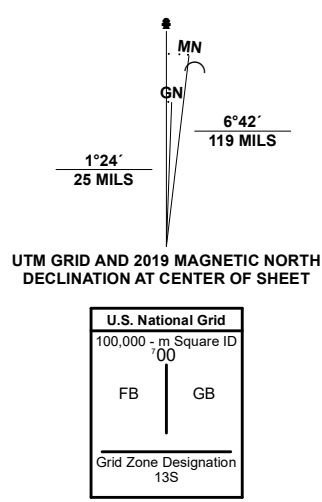 MN
GN
6°42´
119 MILS
1°24´
25 MILS
UTM GRID AND 2019 MAGNETIC NORTH
DECLINATION AT CENTER OF SHEET
U.S. National Grid
100,000 - m Square ID
⁷00
FB GB
Grid Zone Designation
13S